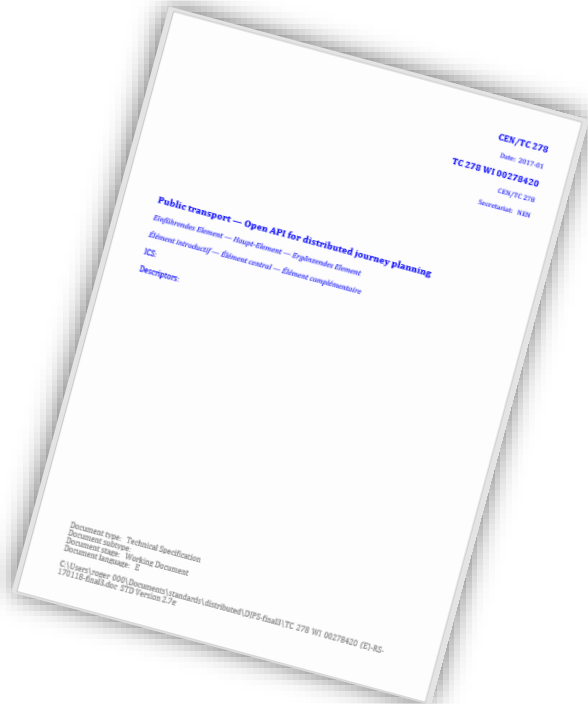 CEN/TC 278
Date: 2017-01
TC 278 WI 00278420
CEN/TC 278
Secretariat: NEN
Public transport — Open API for distributed journey planning
Einführendes Element — Haupt-Element — Ergänzendes Element
Élément introductif — Élément central — Élément complémentaire
ICS:
Descriptors:
Document type: Technical Specification
Document subtype:
Document stage: Working Document
Document language: E
C:\Users\roger 000\Documents\standards\distributed\DJPS-final3\TC 278 WI 00278420 (E)-RS-
170118-final3.doc STD Version 2.7e